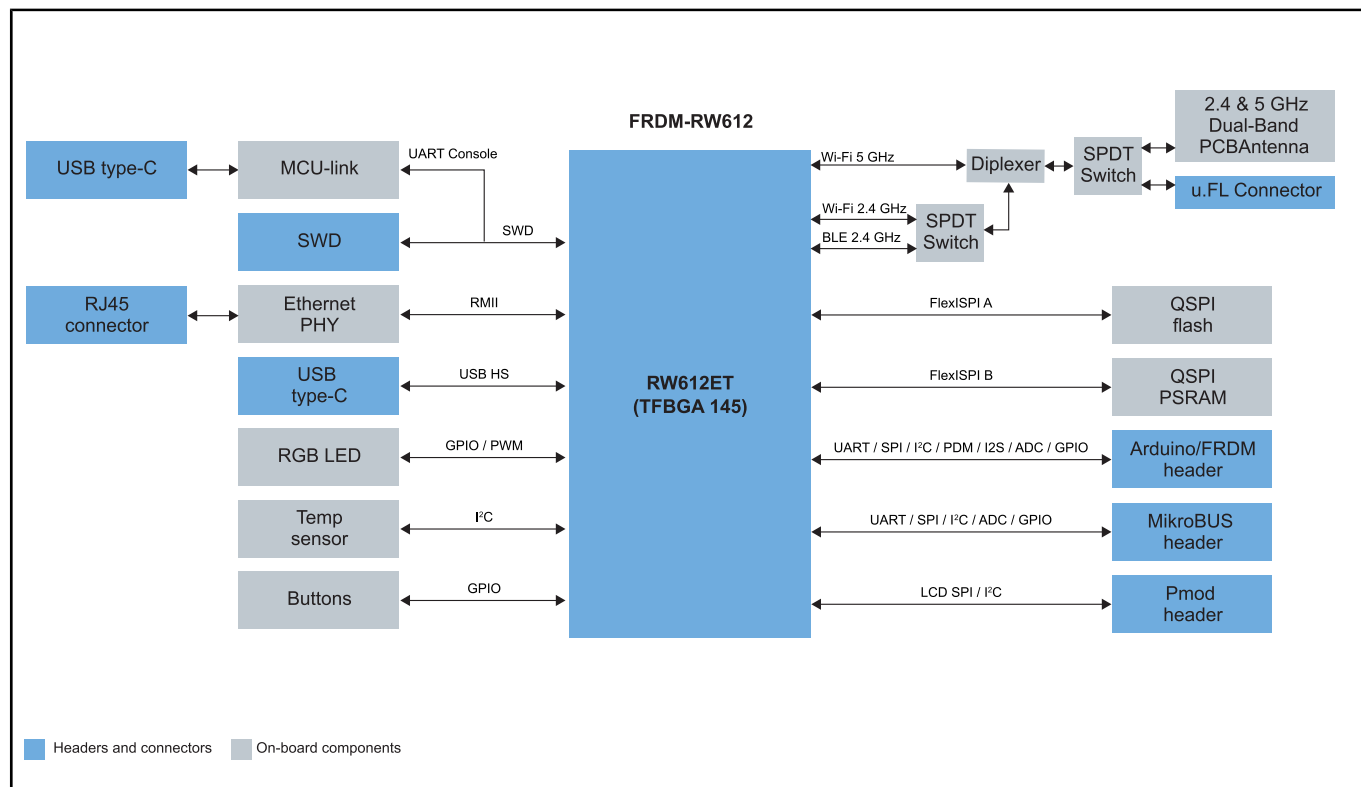 FRDM-RW612
USB type-C
MCU-link
UART Console
SWD
SWD
RJ45
connector
Ethernet
PHY
RMII
USB
type-C
USB HS
RGB LED
GPIO / PWM
Temp
sensor
I²C
Buttons
GPIO
RW612ET
(TFBGA 145)
Wi-Fi 5 GHz
Diplexer
SPDT
Switch
2.4 & 5 GHz
Dual-Band
PCBAntenna
u.FL Connector
Wi-Fi 2.4 GHz
BLE 2.4 GHz
SPDT
Switch
FlexISPI A
QSPI
flash
FlexISPI B
QSPI
PSRAM
UART / SPI / I²C / PDM / I2S / ADC / GPIO
Arduino/FRDM
header
UART / SPI / I²C / ADC / GPIO
MikroBUS
header
LCD SPI / I²C
Pmod
header
Headers and connectors
On-board components